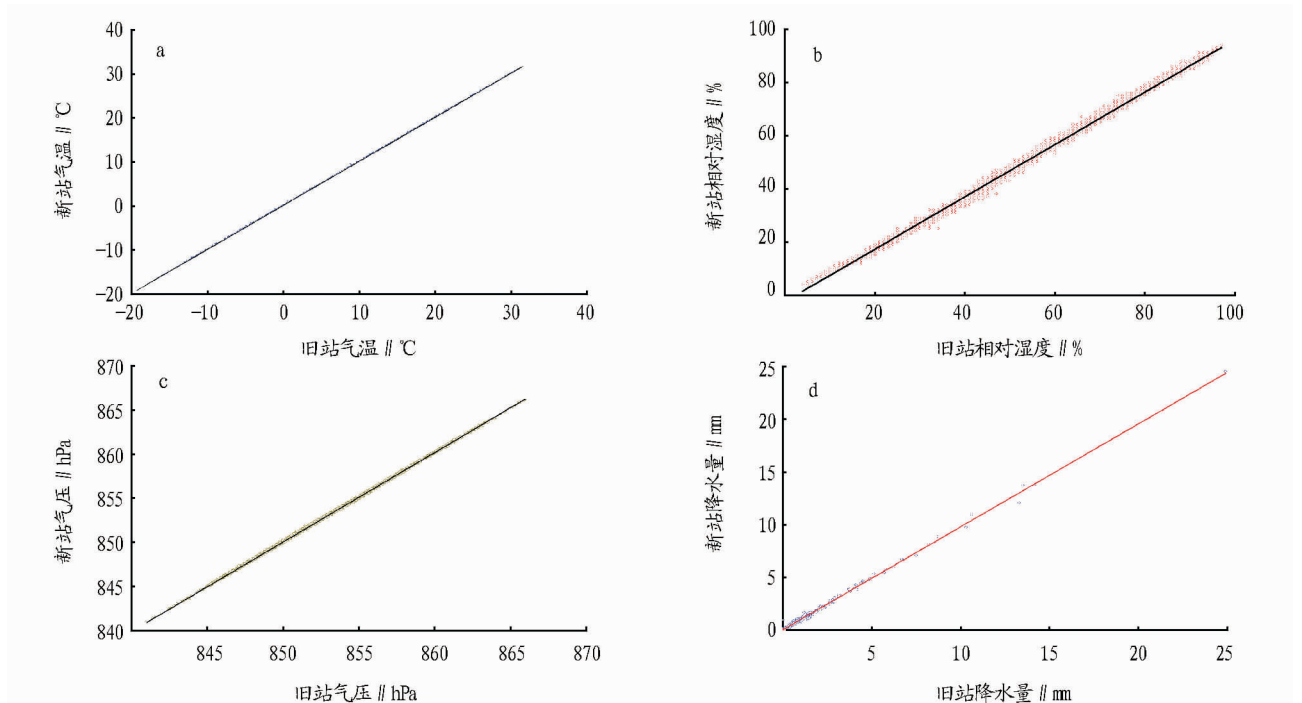 a
40
30
20
10
0
−10
−20
−20 −10 0 10 20 30 40
新站气温∥℃
旧站气温∥℃
b
100
80
60
40
20
0
20 40 60 80 100
新站相对湿度∥%
旧站相对湿度∥%
c
870
865
860
855
850
845
840
845 850 855 860 865 870
新站气压∥hPa
旧站气压∥hPa
d
25
20
15
10
5
0
5 10 15 20 25
新站降水量∥mm
旧站降水量∥mm